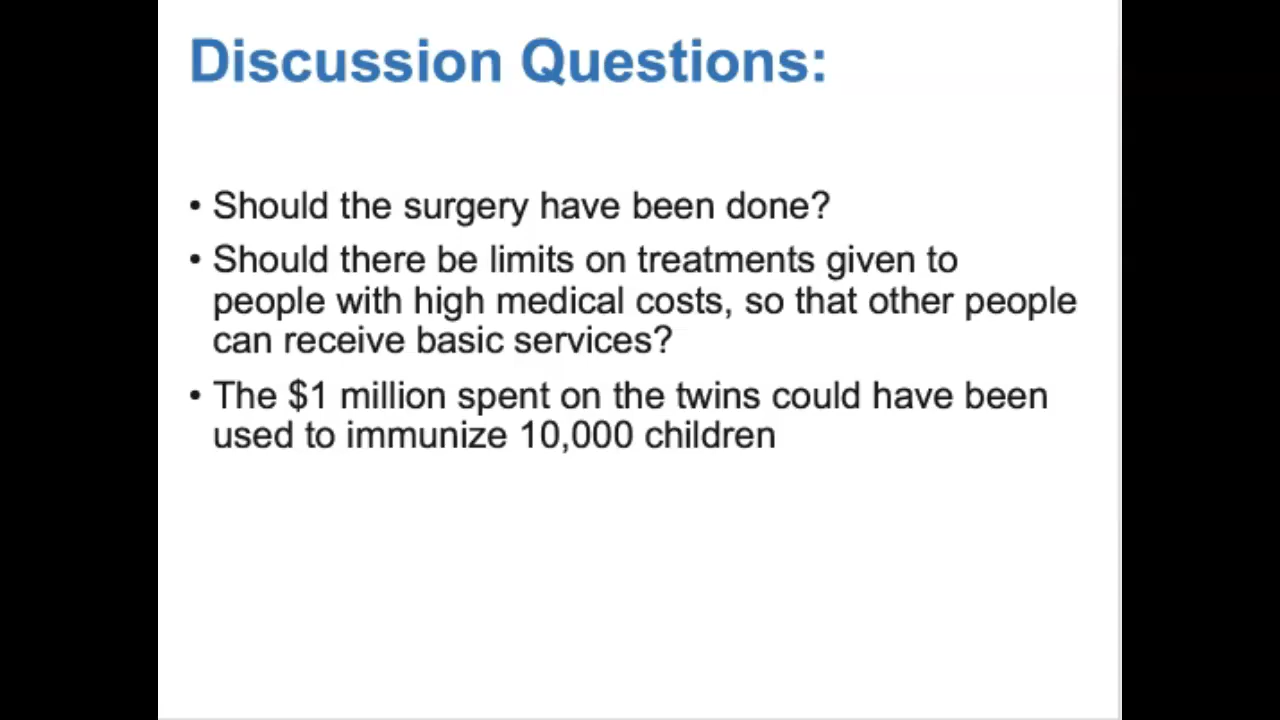 Discussion Questions:
• Should the surgery have been done?
• Should there be limits on treatments given to
people with high medical costs, so that other people
can receive basic services?
• The $1 million spent on the twins could have been
used to immunize 10,000 children